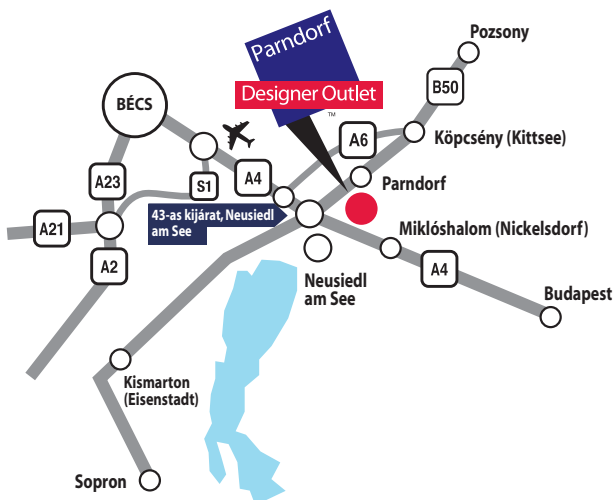 Parndorf
Designer Outlet
™
Pozsony
BÉCS
B50
A6
Köpcsény (Kittsee)
A23
S1
A4
Parndorf
43-as kijárat, Neusiedl
am See
A21
Miklóshalom (Nickelsdorf)
A2
A4
Neusiedl
am See
Budapest
Kismarton
(Eisenstadt)
Sopron